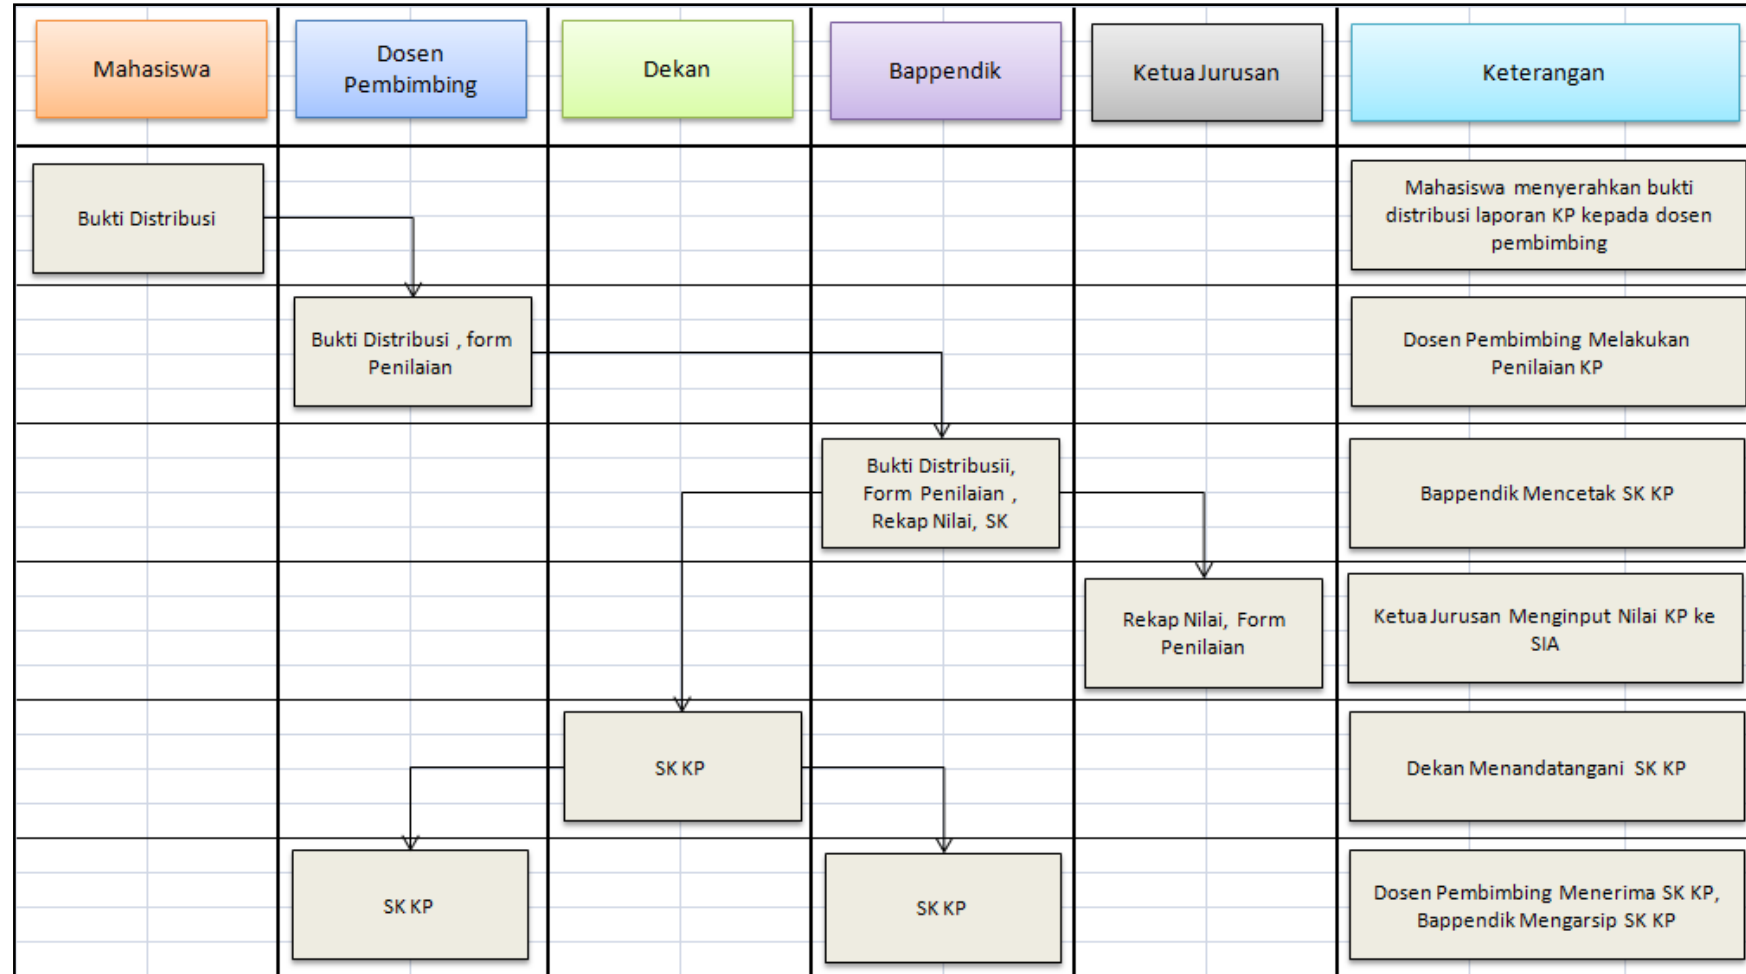 Mahasiswa
Dosen
Pembimbing
Dekan
Bappendik
Ketua Jurusan
Keterangan
Bukti Distribusi
Mahasiswa menyerahkan bukti
distribusi laporan KP kepada dosen
pembimbing
Bukti Distribusi , form
Penilaian
Dosen Pembimbing Melakukan
Penilaian KP
Bukti Distribusii,
Form Penilaian ,
Rekap Nilai, SK
Bappendik Mencetak SK KP
Rekap Nilai, Form
Penilaian
Ketua Jurusan Menginput Nilai KP ke
SIA
SK KP
Dekan Menandatangani SK KP
SK KP
SK KP
Dosen Pembimbing Menerima SK KP,
Bappendik Mengarsip SK KP